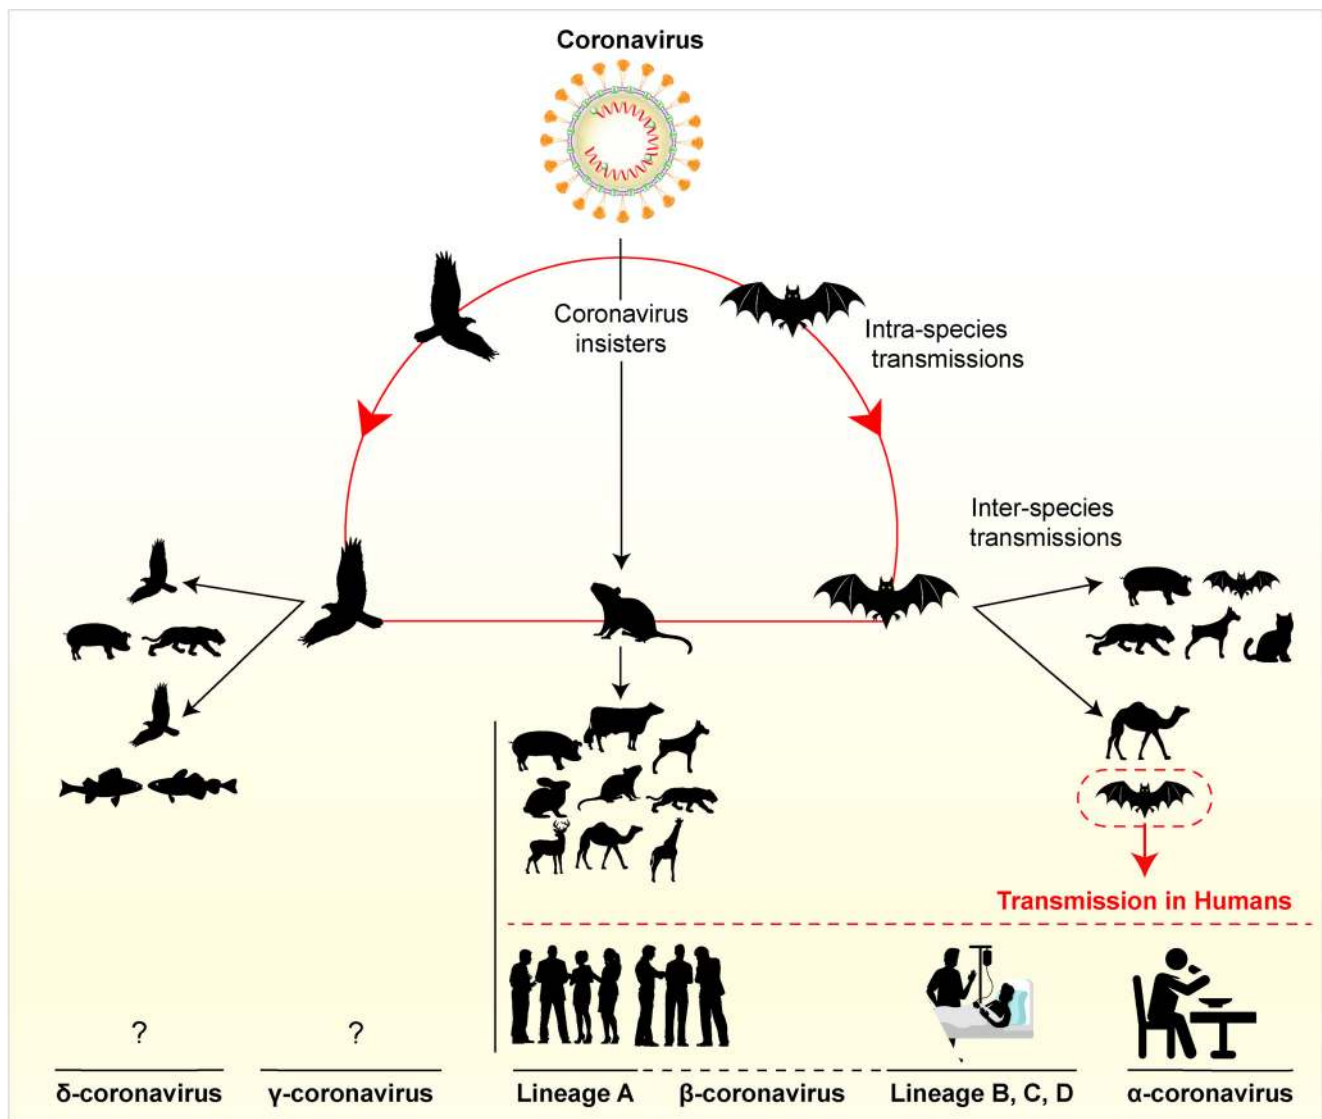 Coronavirus
Coronavirus
insisters
Intra-species
transmissions
Inter-species
transmissions
Transmission in Humans
?
?
δ-coronavirus
γ-coronavirus
Lineage A
β-coronavirus
Lineage B, C, D
α-coronavirus